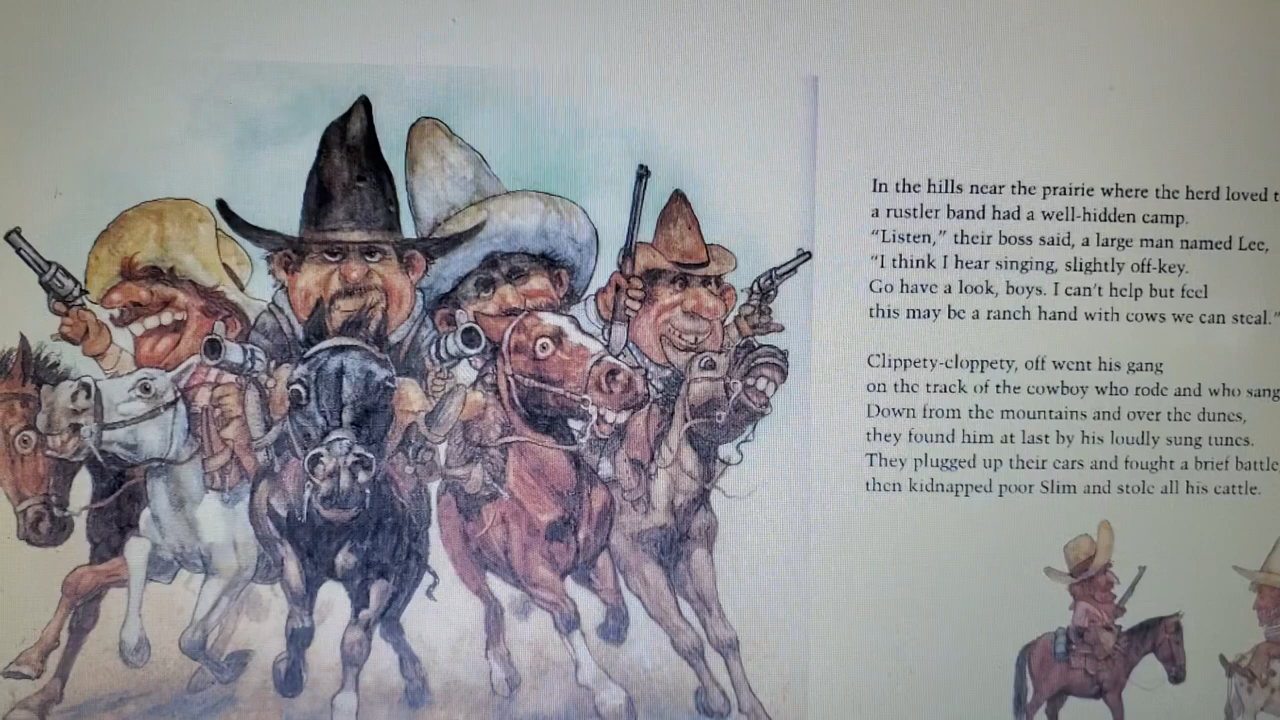 In the hills near the prairie where the herd loved t
a rustler band had a well-hidden camp.
“Listen,” their boss said, a large man named Lee,
“I think I hear singing, slightly off-key.
Go have a look, boys. I can’t help but feel
this may be a ranch hand with cows we can steal.”
Clippety-cloppety, off went his gang
on the track of the cowboy who rode and who sang
Down from the mountains and over the dunes,
they found him at last by his loudly sung tunes.
They plugged up their ears and fought a brief battle,
then kidnapped poor Slim and stole all his cattle.